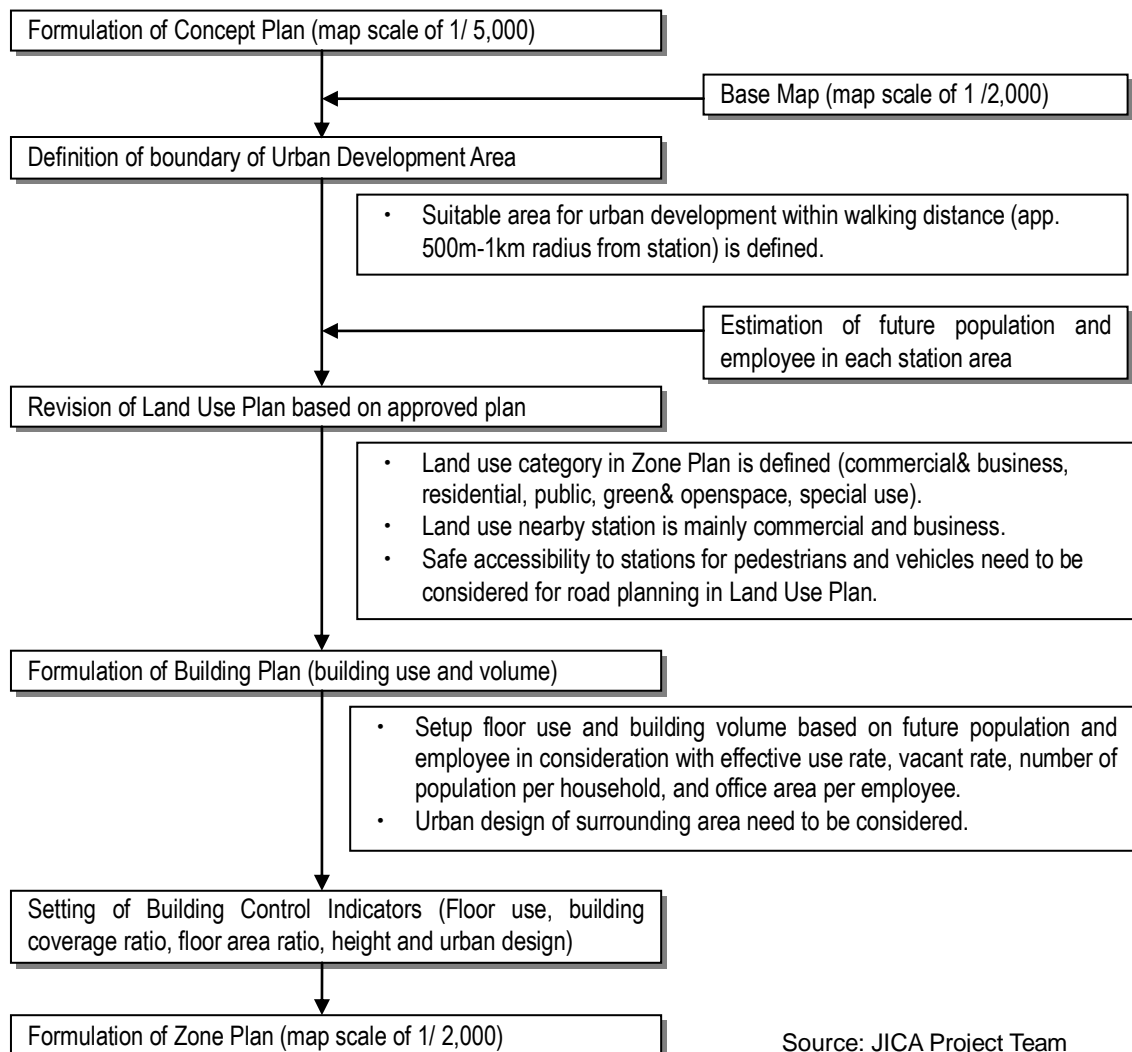 Formulation of Concept Plan (map scale of 1/ 5,000)
Base Map (map scale of 1 /2,000)
Definition of boundary of Urban Development Area
・ Suitable area for urban development within walking distance (app.
500m-1km radius from station) is defined.
Estimation of future population and
employee in each station area
Revision of Land Use Plan based on approved plan
・ Land use category in Zone Plan is defined (commercial& business,
residential, public, green& openspace, special use).
・ Land use nearby station is mainly commercial and business.
・ Safe accessibility to stations for pedestrians and vehicles need to be
considered for road planning in Land Use Plan.
Formulation of Building Plan (building use and volume)
・ Setup floor use and building volume based on future population and
employee in consideration with effective use rate, vacant rate, number of
population per household, and office area per employee.
・ Urban design of surrounding area need to be considered.
Setting of Building Control Indicators (Floor use, building
coverage ratio, floor area ratio, height and urban design)
Formulation of Zone Plan (map scale of 1/ 2,000)
Source: JICA Project Team